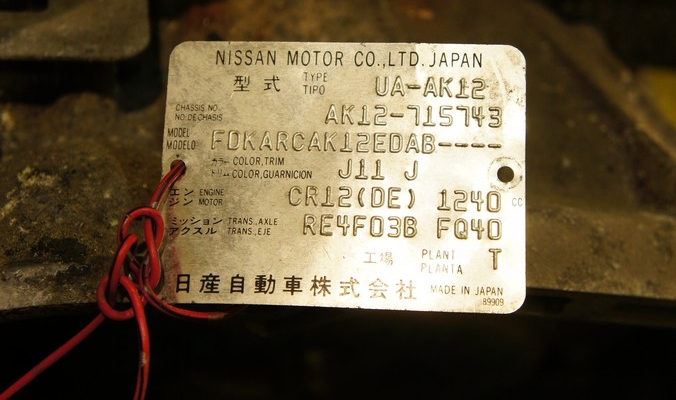 NISSAN MOTOR CO.,LTD. JAPAN
型式 TYPE TIPO UA-AK12
CHASSIS NO NO. DE CHASIS AK12-715743
MODEL MODELO FDKARCAK12EDAB----
カラー トリム COLOR,TRIM COLOR,GUARNICION J11 J
エンジン ENGINE MOTOR CR12(DE) 1240 CC
ミッション アクスル TRANS.,AXLE TRANS.,EJE RE4F03B FQ40
工場 PLANT PLANTA T
日産自動車株式会社 MADE IN JAPAN
89909